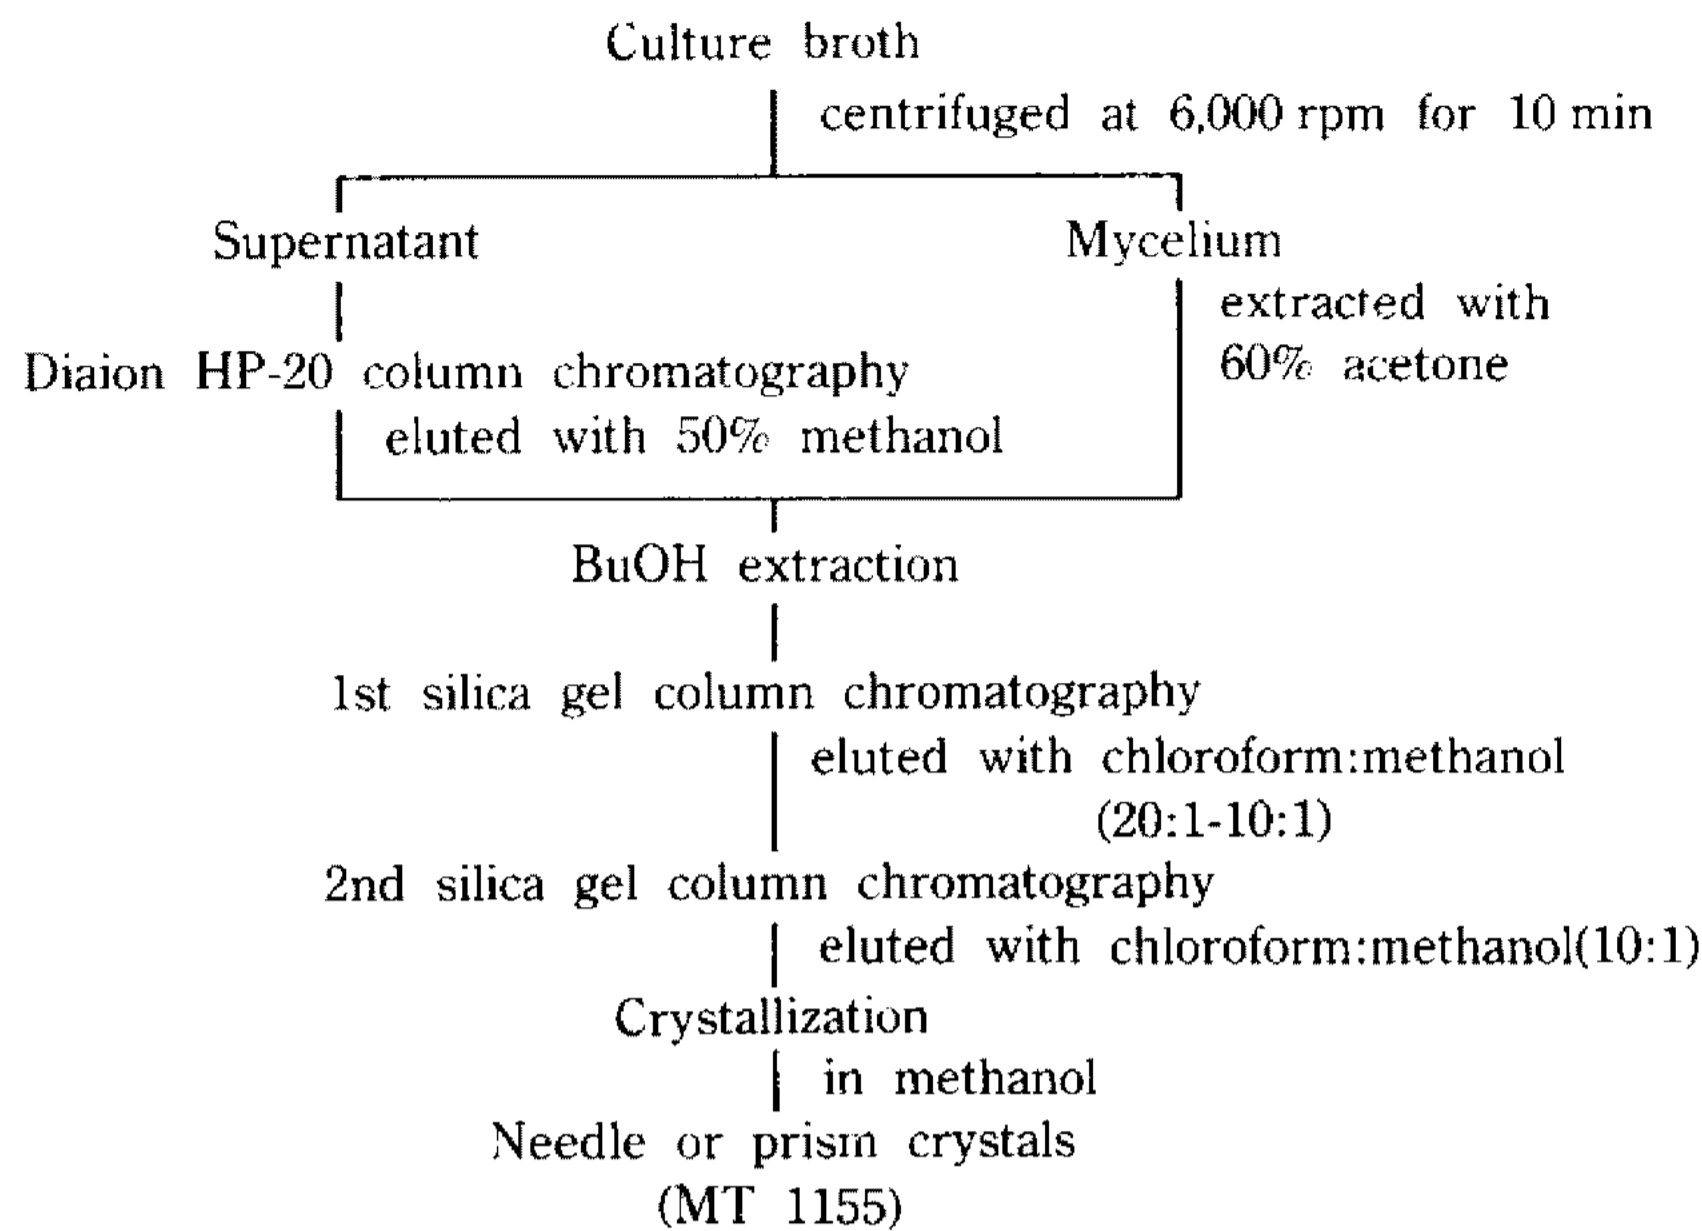 Culture broth
centrifuged at 6,000 rpm for 10 min
Supernatant
Mycelium
extracted with
60% acetone
Diaion HP-20 column chromatography
eluted with 50% methanol
BuOH extraction
1st silica gel column chromatography
eluted with chloroform:methanol
(20:1-10:1)
2nd silica gel column chromatography
eluted with chloroform:methanol(10:1)
Crystallization
in methanol
Needle or prism crystals
(MT 1155)